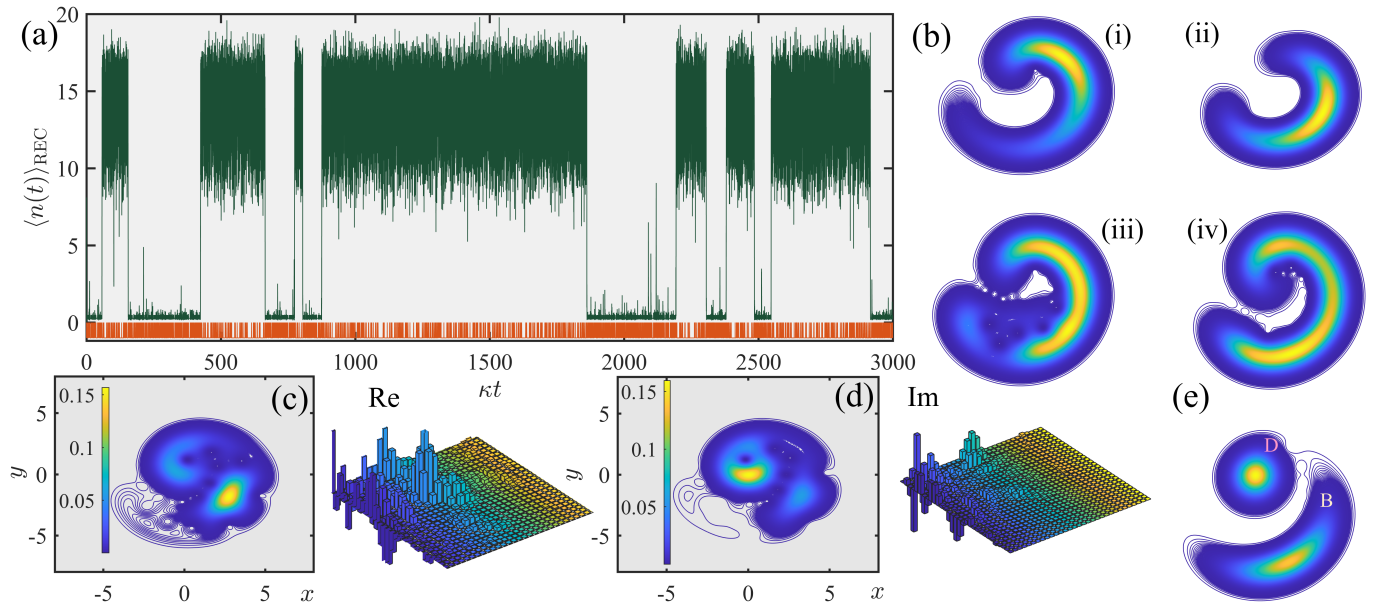 (a)
⟨n(t)⟩REC
20
15
10
5
0
0 500 1000 1500 2000 2500 3000
κt
(b)
(i)
(ii)
(iii)
(iv)
(c)
0.15
0.1
0.05
y
5
0
-5
-5 0 5 x
Re
(d)
0.15
0.1
0.05
y
5
0
-5
-5 0 5 x
Im
(e)
D
B